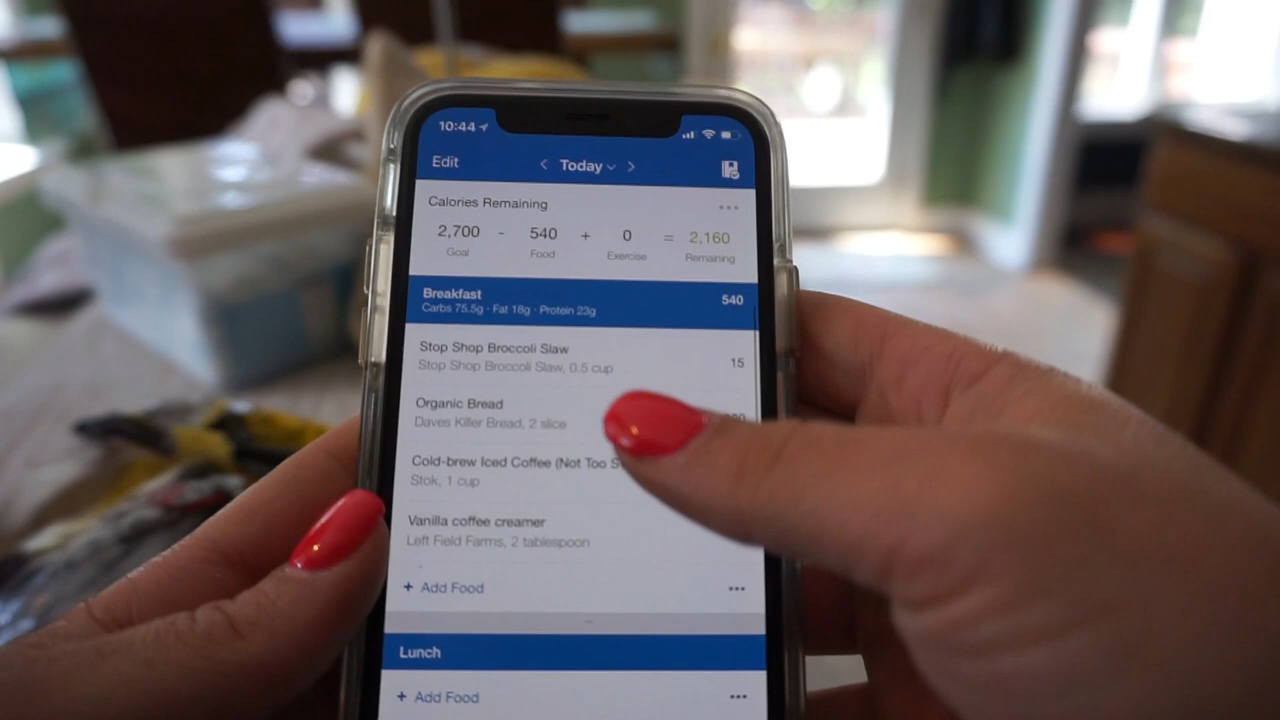 10:44
Edit
< Today >
Calories Remaining
2,700 - 540 + 0 = 2,160
Goal Food Exercise Remaining
Breakfast 540
Carbs 75.5g · Fat 18g · Protein 23g
Stop Shop Broccoli Slaw
Stop Shop Broccoli Slaw, 0.5 cup 15
Organic Bread
Daves Killer Bread, 2 slice
Cold-brew Iced Coffee (Not Too
Stok, 1 cup
Vanilla coffee creamer
Left Field Farms, 2 tablespoon
+ Add Food
Lunch
+ Add Food